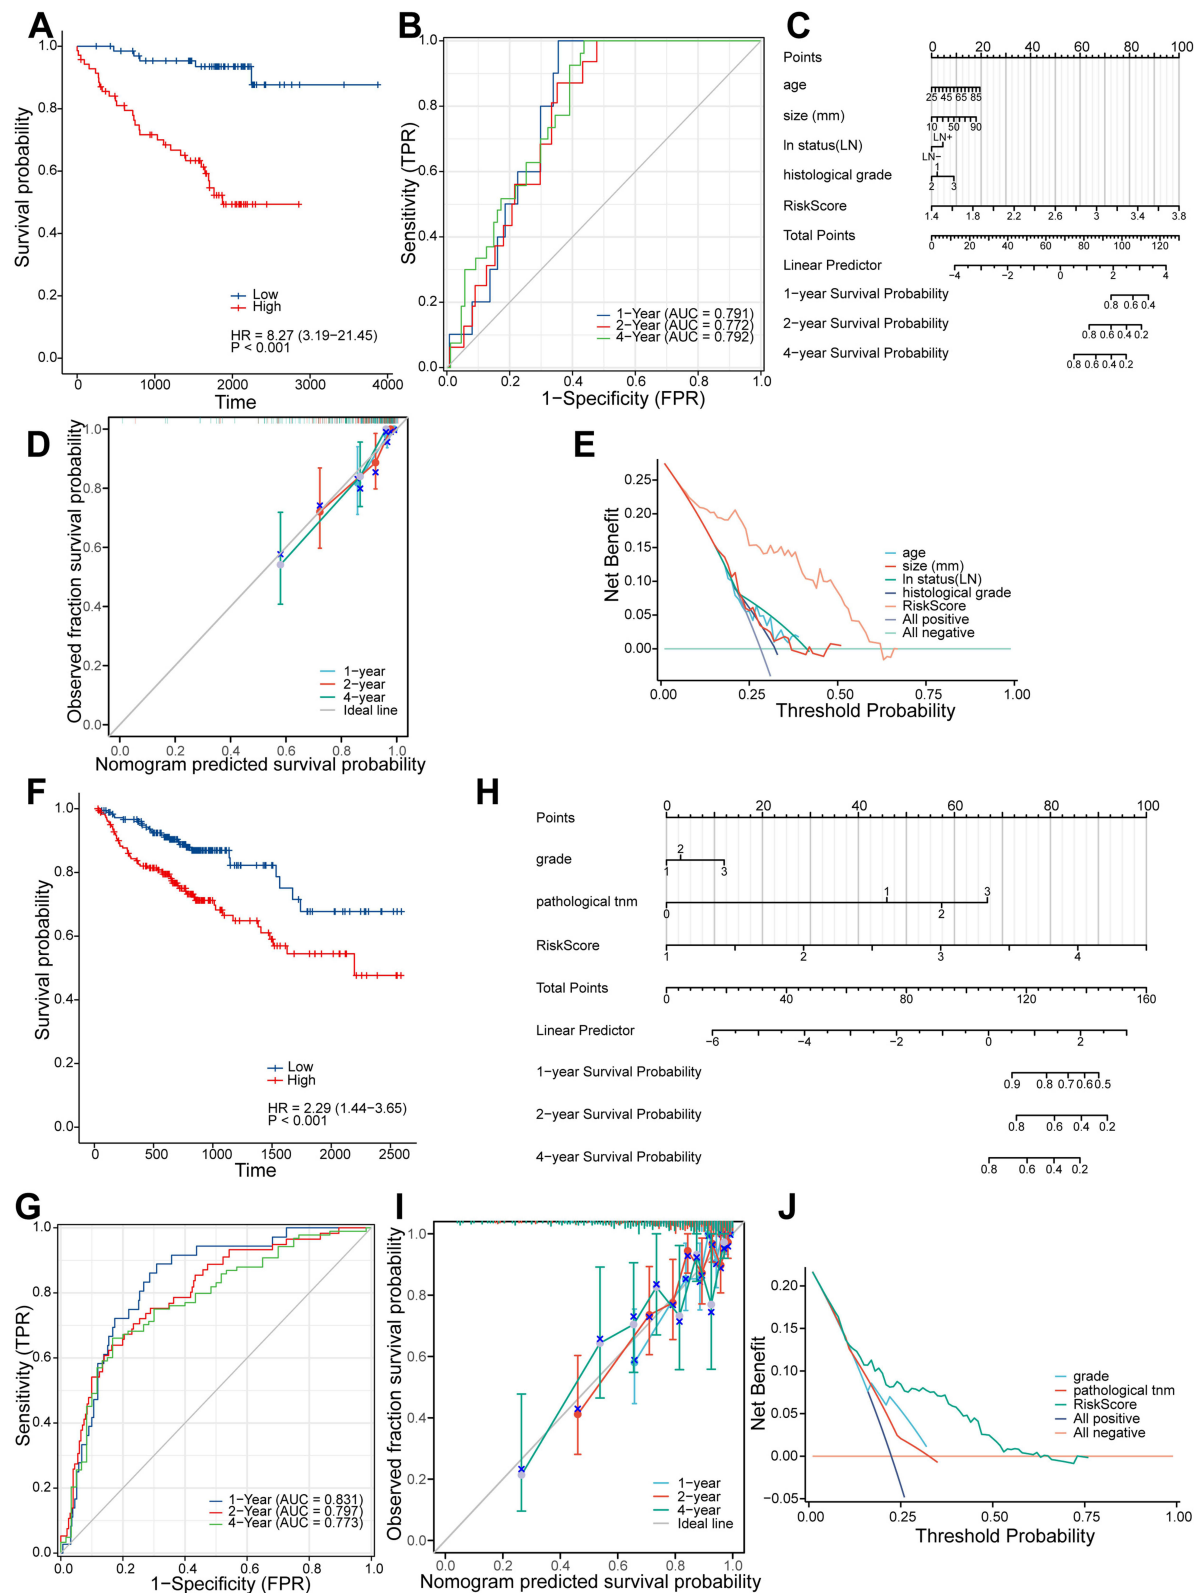 A
Survival probability
1.0
0.8
0.6
0.4
0.2
0.0
Low
High
HR = 8.27 (3.19−21.45)
P < 0.001
0 1000 2000 3000 4000
Time
B
Sensitivity (TPR)
1.0
0.8
0.6
0.4
0.2
0.0
1−Year (AUC = 0.791)
2−Year (AUC = 0.772)
4−Year (AUC = 0.792)
0.0 0.2 0.4 0.6 0.8 1.0
1−Specificity (FPR)
C
Points
0 20 40 60 80 100
age
25 45 65 85
size (mm)
10 50 90
ln status(LN)
LN+
LN−
histological grade
1
2 3
RiskScore
1.4 1.8 2.2 2.6 3 3.4 3.8
Total Points
0 20 40 60 80 100 120
Linear Predictor
−4 −2 0 2 4
1−year Survival Probability
0.8 0.6 0.4
2−year Survival Probability
0.8 0.6 0.4 0.2
4−year Survival Probability
0.8 0.6 0.4 0.2
D
Observed fraction survival probability
1.0
0.8
0.6
0.4
0.2
0.0
1−year
2−year
4−year
Ideal line
0.0 0.2 0.4 0.6 0.8 1.0
Nomogram predicted survival probability
E
Net Benefit
0.25
0.20
0.15
0.10
0.05
0.00
age
size (mm)
ln status(LN)
histological grade
RiskScore
All positive
All negative
0.00 0.25 0.50 0.75 1.00
Threshold Probability
F
Survival probability
1.0
0.8
0.6
0.4
0.2
0.0
Low
High
HR = 2.29 (1.44−3.65)
P < 0.001
0 500 1000 1500 2000 2500
Time
H
Points
0 20 40 60 80 100
grade
2
1 3
pathological tnm
1 3
0 2
RiskScore
1 2 3 4
Total Points
0 40 80 120 160
Linear Predictor
−6 −4 −2 0 2
1−year Survival Probability
0.9 0.8 0.7 0.6 0.5
2−year Survival Probability
0.8 0.6 0.4 0.2
4−year Survival Probability
0.8 0.6 0.4 0.2
G
Sensitivity (TPR)
1.0
0.8
0.6
0.4
0.2
0.0
1−Year (AUC = 0.831)
2−Year (AUC = 0.797)
4−Year (AUC = 0.773)
0.0 0.2 0.4 0.6 0.8 1.0
1−Specificity (FPR)
I
Observed fraction survival probability
1.0
0.8
0.6
0.4
0.2
0.0
1−year
2−year
4−year
Ideal line
0.0 0.2 0.4 0.6 0.8 1.0
Nomogram predicted survival probability
J
Net Benefit
0.20
0.15
0.10
0.05
0.00
−0.05
grade
pathological tnm
RiskScore
All positive
All negative
0.00 0.25 0.50 0.75 1.00
Threshold Probability